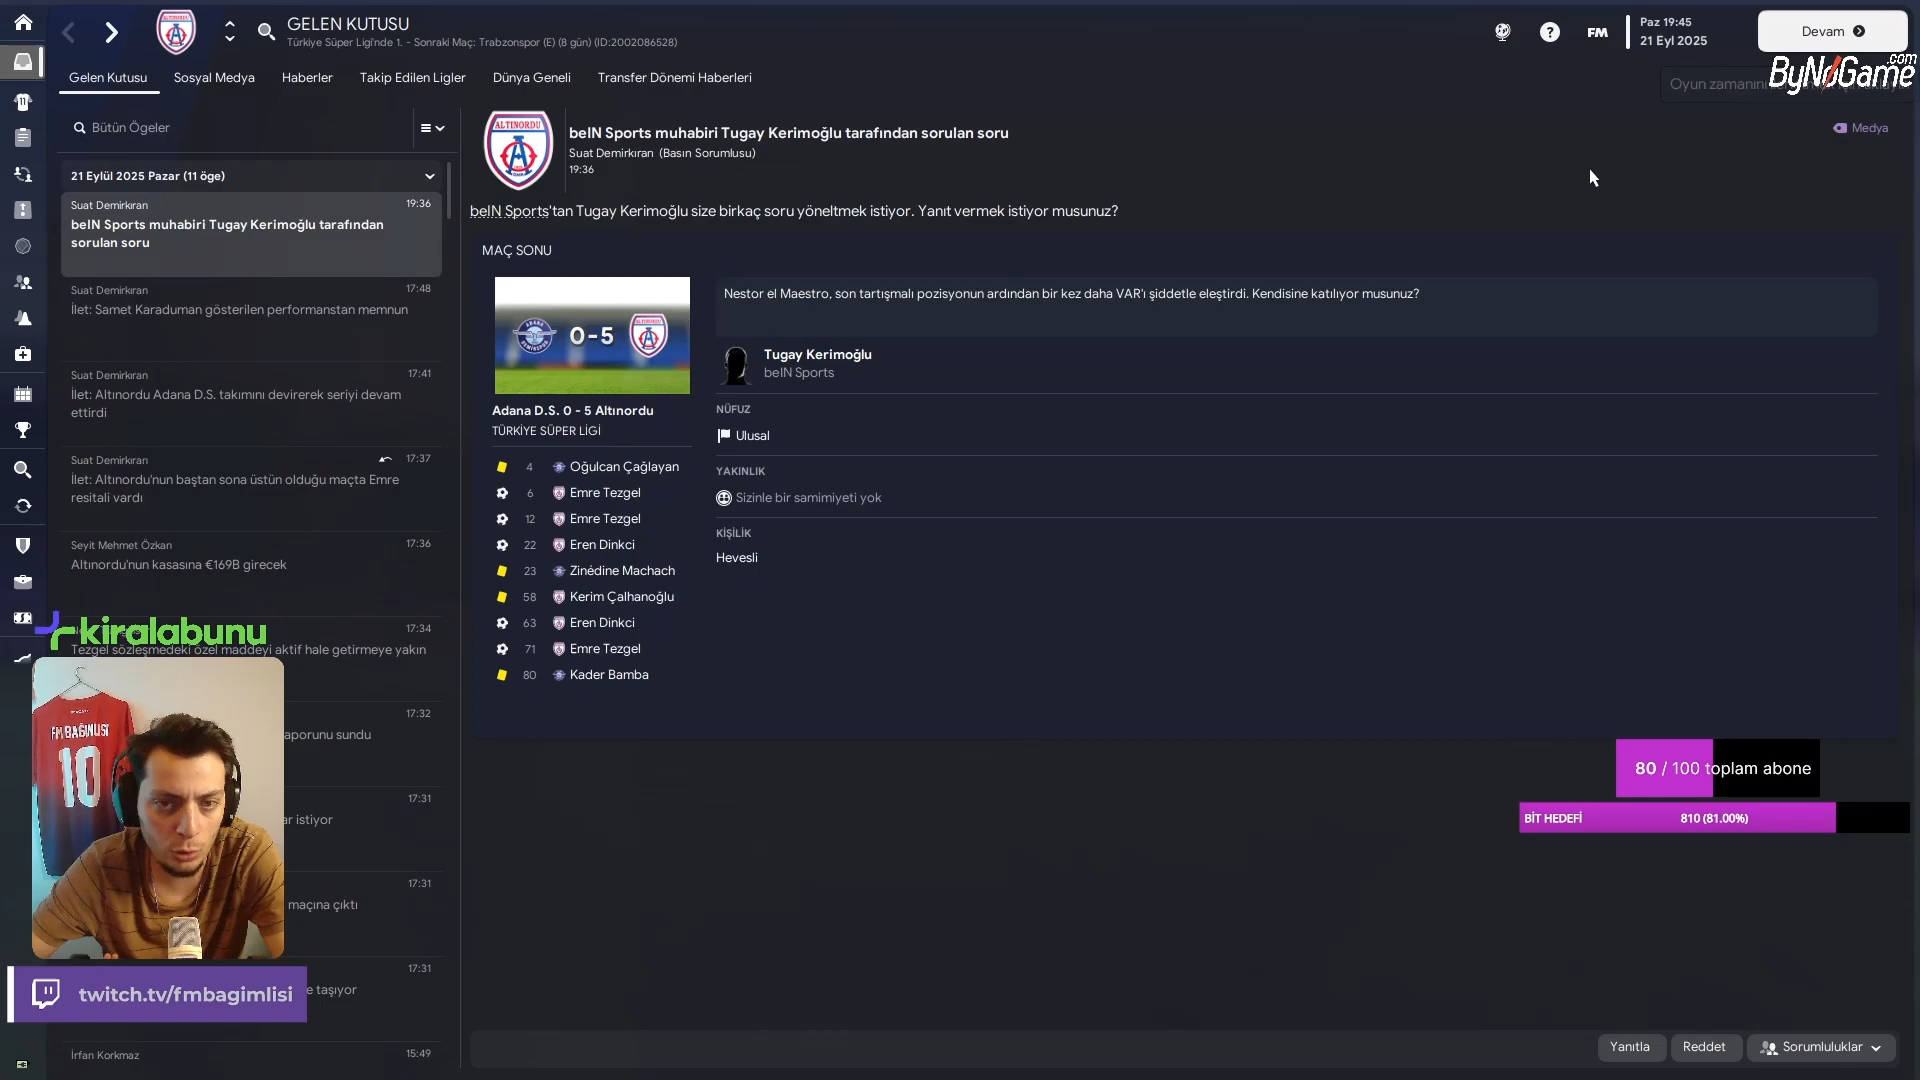 GELEN KUTUSU
Türkiye Süper Ligi'nde 1. - Sonraki Maç: Trabzonspor (E) (8 gün) (ID:2002086528)
FM
Paz 19:45
21 Eyl 2025
Devam
ByNoGame.com
Oyun zamanını
Gelen Kutusu
Sosyal Medya
Haberler
Takip Edilen Ligler
Dünya Geneli
Transfer Dönemi Haberleri
Bütün Ögeler
21 Eylül 2025 Pazar (11 öge)
Suat Demirkıran 19:36
beIN Sports muhabiri Tugay Kerimoğlu tarafından
sorulan soru
Suat Demirkıran 17:48
İlet: Samet Karaduman gösterilen performanstan memnun
Suat Demirkıran 17:41
İlet: Altınordu Adana D.S. takımını devirerek seriyi devam
ettirdi
Suat Demirkıran 17:37
İlet: Altınordu'nun baştan sona üstün olduğu maçta Emre
resitali vardı
Seyit Mehmet Özkan 17:36
Altınordu'nun kasasına €169B girecek
17:34
kiralabunu
Tezgel sözleşmedeki özel maddeyi aktif hale getirmeye yakın
17:32
aporunu sundu
17:31
ar istiyor
17:31
maçına çıktı
17:31
e taşıyor
İrfan Korkmaz 15:49
FM BAĞINLISI
10
twitch.tv/fmbagimlisi
ALTINORDU
beIN Sports muhabiri Tugay Kerimoğlu tarafından sorulan soru
Suat Demirkıran (Basın Sorumlusu)
19:36
Medya
beIN Sports'tan Tugay Kerimoğlu size birkaç soru yöneltmek istiyor. Yanıt vermek istiyor musunuz?
MAÇ SONU
0-5
Adana D.S. 0 - 5 Altınordu
TÜRKİYE SÜPER LİGİ
4 Oğulcan Çağlayan
6 Emre Tezgel
12 Emre Tezgel
22 Eren Dinkci
23 Zinédine Machach
58 Kerim Çalhanoğlu
63 Eren Dinkci
71 Emre Tezgel
80 Kader Bamba
Nestor el Maestro, son tartışmalı pozisyonun ardından bir kez daha VAR'ı şiddetle eleştirdi. Kendisine katılıyor musunuz?
Tugay Kerimoğlu
beIN Sports
NÜFUZ
Ulusal
YAKINLIK
Sizinle bir samimiyeti yok
KİŞİLİK
Hevesli
80 / 100 toplam abone
BİT HEDEFİ 810 (81.00%)
Yanıtla
Reddet
Sorumluluklar